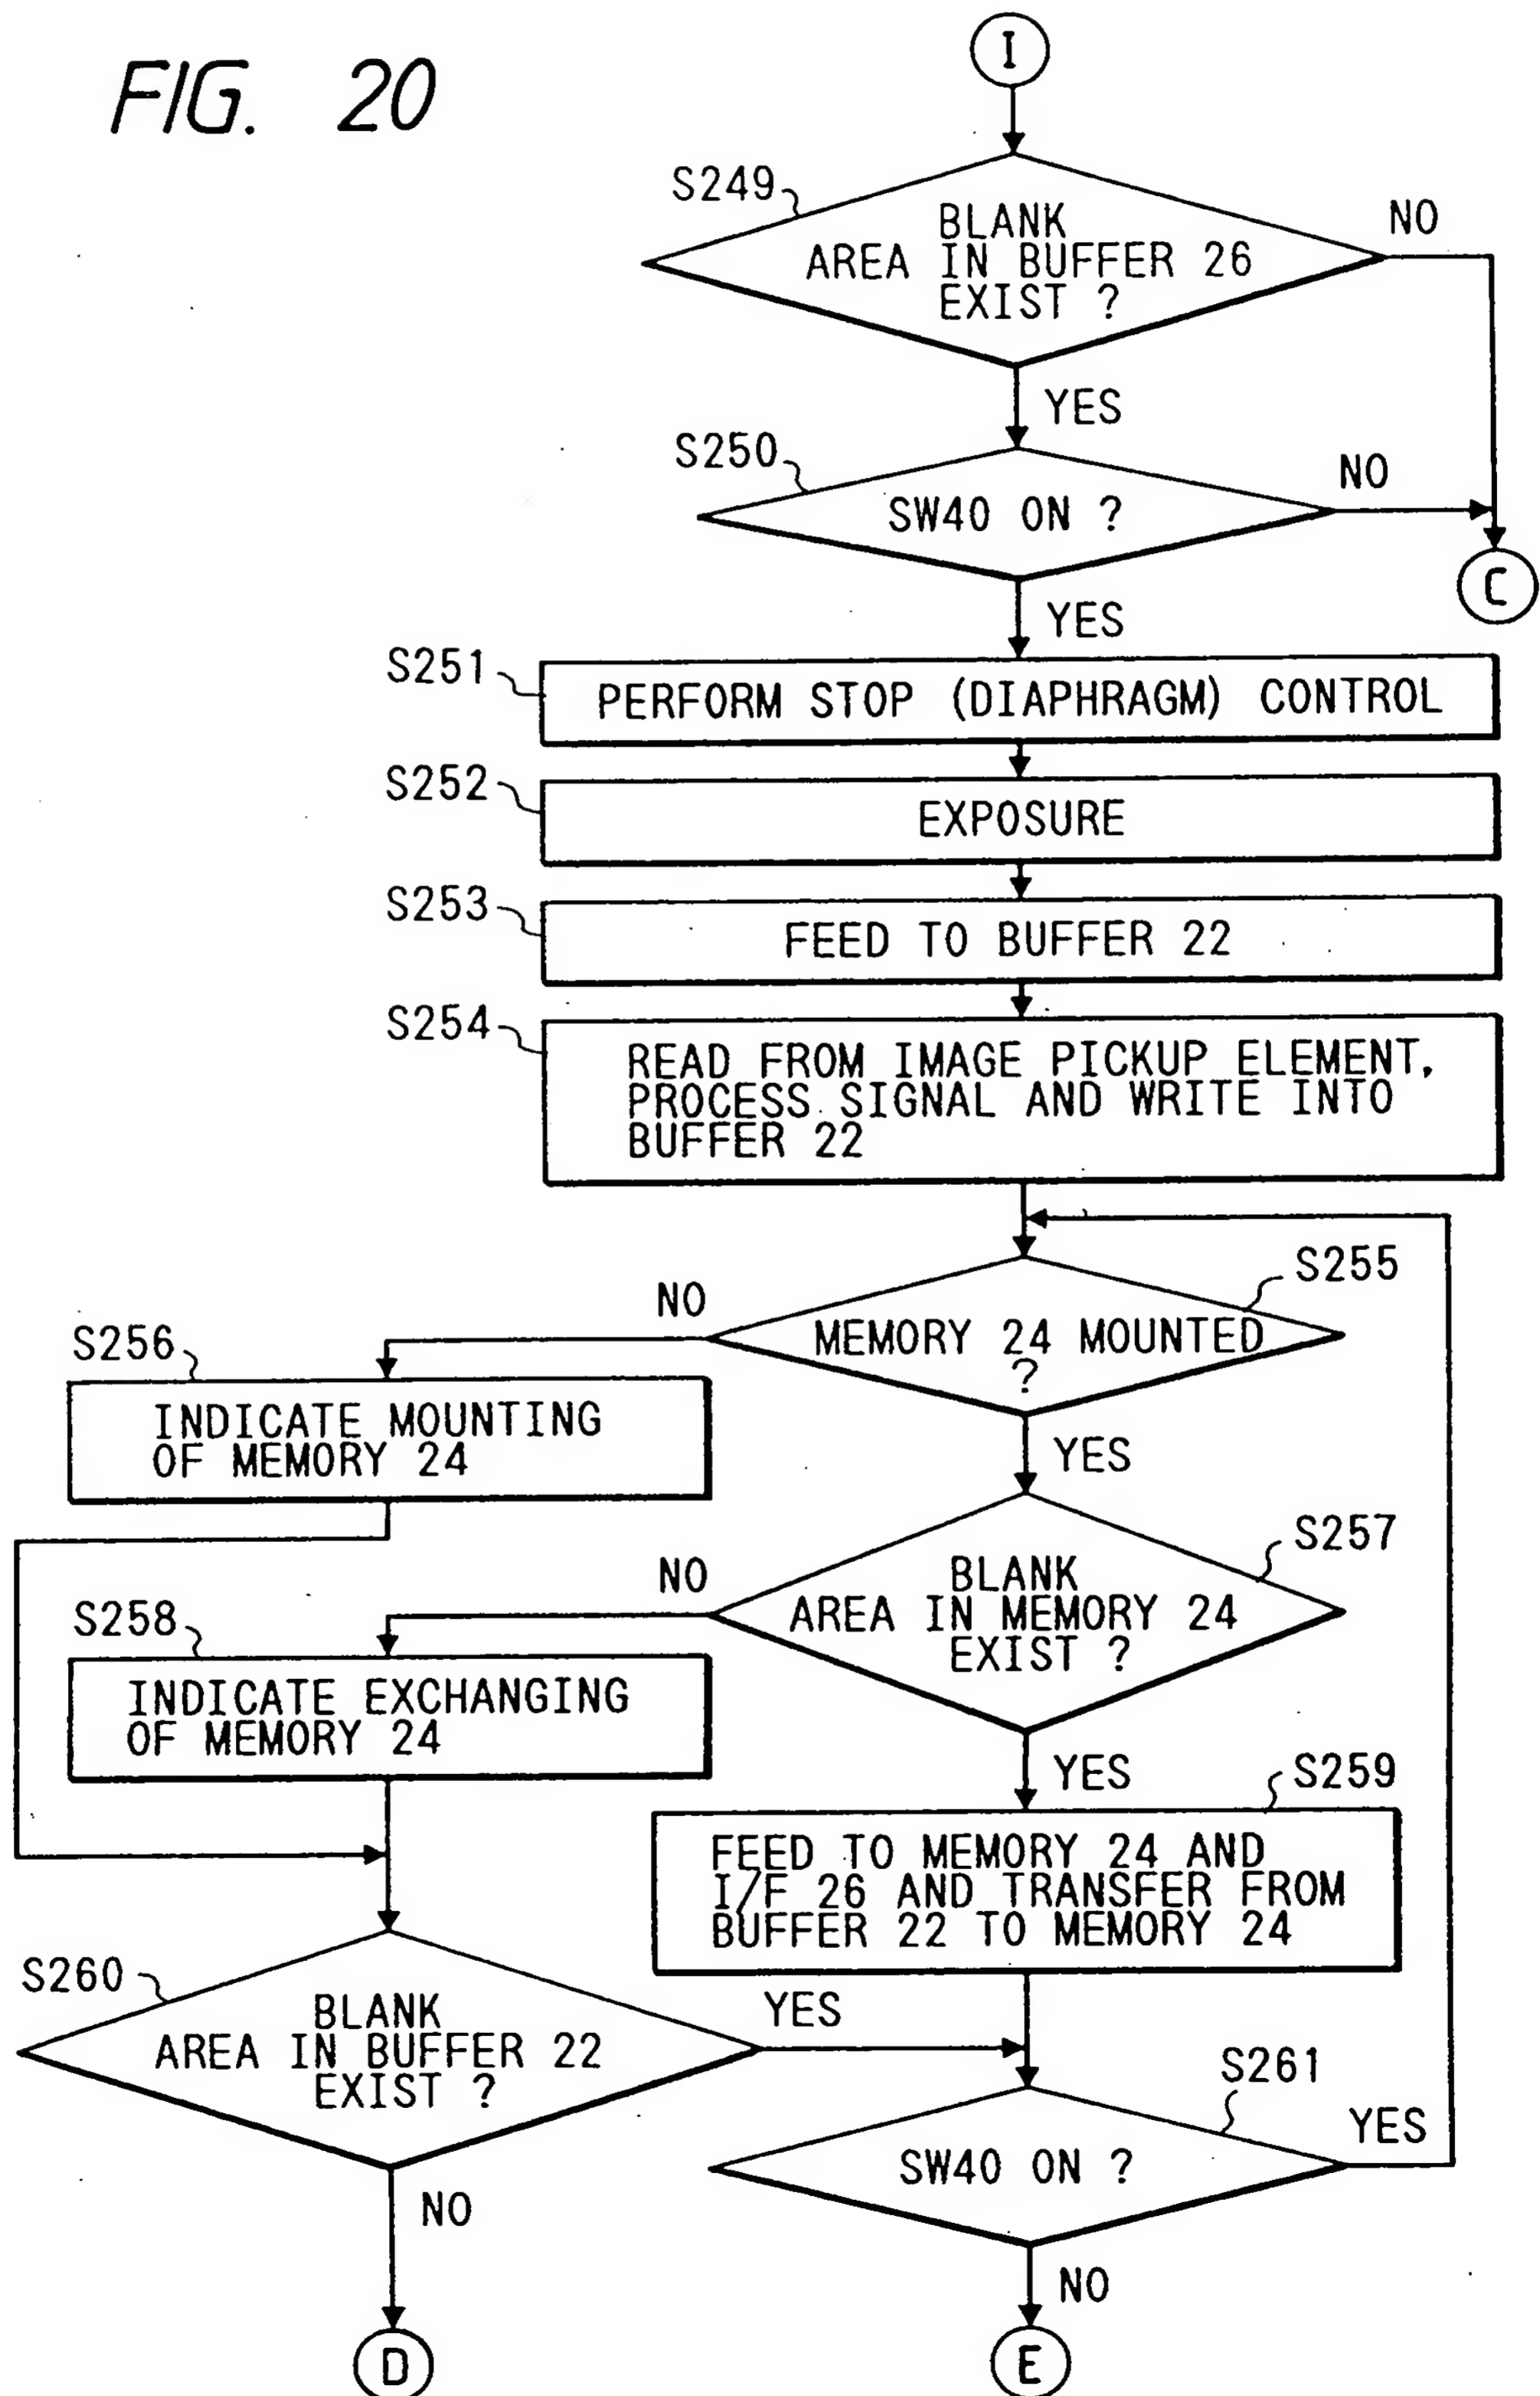 FIG. 20
I
S249
BLANK
AREA IN BUFFER 26
EXIST ?
NO
YES
S250
SW40 ON ?
NO
C
YES
S251
PERFORM STOP (DIAPHRAGM) CONTROL
S252
EXPOSURE
S253
FEED TO BUFFER 22
S254
READ FROM IMAGE PICKUP ELEMENT,
PROCESS SIGNAL AND WRITE INTO
BUFFER 22
S255
NO
MEMORY 24 MOUNTED
?
S256
INDICATE MOUNTING
OF MEMORY 24
YES
S257
NO
BLANK
AREA IN MEMORY 24
EXIST ?
S258
INDICATE EXCHANGING
OF MEMORY 24
YES
S259
FEED TO MEMORY 24 AND
I/F 26 AND TRANSFER FROM
BUFFER 22 TO MEMORY 24
S260
BLANK
AREA IN BUFFER 22
EXIST ?
YES
S261
SW40 ON ?
YES
NO
NO
D
E